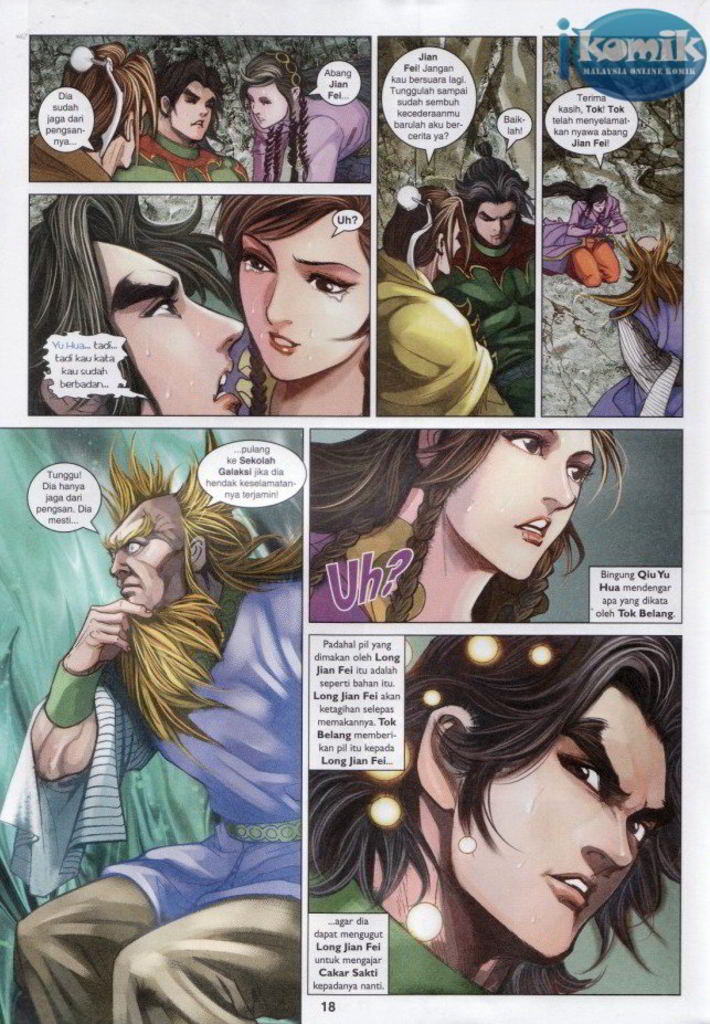 ikomik
MALAYSIA ONLINE KOMIK
Dia
sudah
jaga dari
pengsan-
nya...
Abang
Jian
Fei...
Jian
Fei! Jangan
kau bersuara lagi.
Tunggulah sampai
sudah sembuh
kecederaanmu
barulah aku ber-
cerita ya?
Baik-
lah!
Terima
kasih, Tok! Tok
telah menyelamat-
kan nyawa abang
Jian Fei!
Uh?
Yu Hua... tadi...
tadi kau kata
kau sudah
berbadan...
Tunggu!
Dia hanya
jaga dari
pengsan. Dia
mesti...
...pulang
ke Sekolah
Galaksi jika dia
hendak keselamatan-
nya terjamin!
Uh?
Bingung Qiu Yu
Hua mendengar
apa yang dikata
oleh Tok Belang.
Padahal pil yang
dimakan oleh Long
Jian Fei itu adalah
seperti bahan itu.
Long Jian Fei akan
ketagihan selepas
memakannya. Tok
Belang memberi-
kan pil itu kepada
Long Jian Fei...
...agar dia
dapat mengugut
Long Jian Fei
untuk mengajar
Cakar Sakti
kepadanya nanti.
18